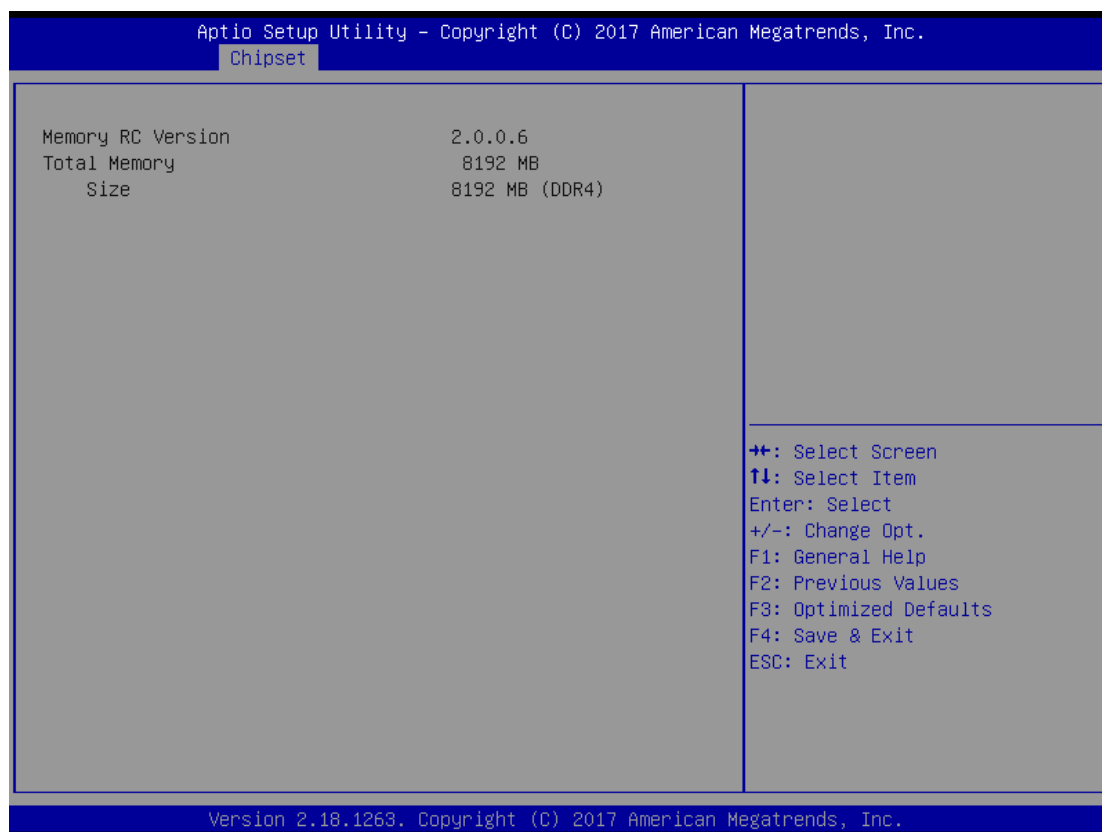 Aptio Setup Utility – Copyright (C) 2017 American Megatrends, Inc.
Chipset
Memory RC Version 2.0.0.6
Total Memory 8192 MB
Size 8192 MB (DDR4)
→←: Select Screen
↑↓: Select Item
Enter: Select
+/-: Change Opt.
F1: General Help
F2: Previous Values
F3: Optimized Defaults
F4: Save & Exit
ESC: Exit
Version 2.18.1263. Copyright (C) 2017 American Megatrends, Inc.